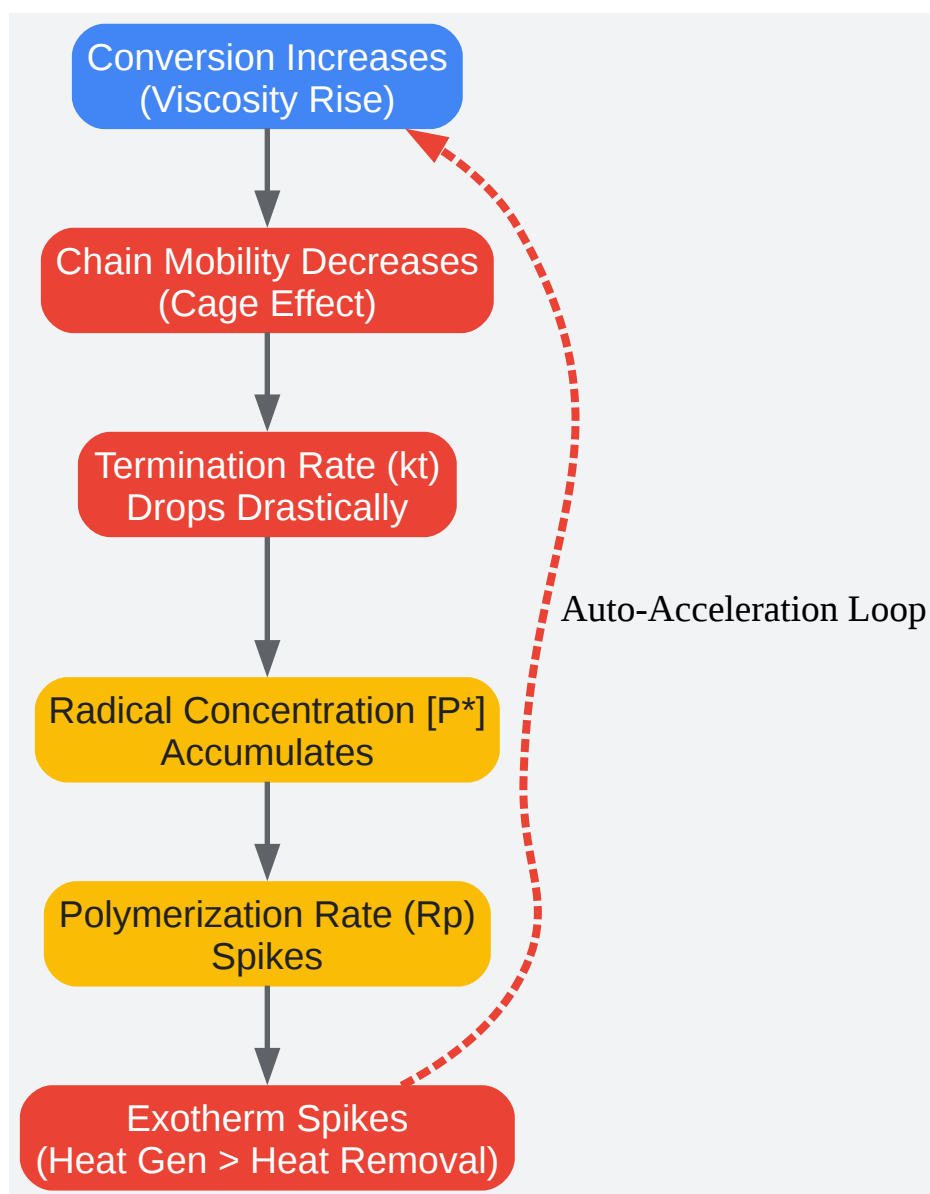 Conversion Increases
(Viscosity Rise)
Chain Mobility Decreases
(Cage Effect)
Termination Rate (kt)
Drops Drastically
Auto-Acceleration Loop
Radical Concentration [P*]
Accumulates
Polymerization Rate (Rp)
Spikes
Exotherm Spikes
(Heat Gen > Heat Removal)